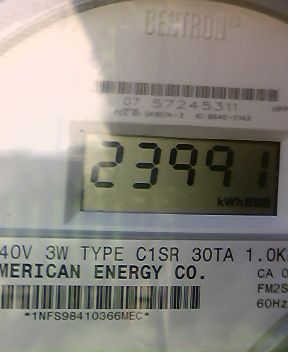 CENTRON®
07 57245311
23991
kWh
40V 3W TYPE C1SR 30TA 1.0K
MERICAN ENERGY CO.
CA 0
FM2S
60Hz
*1NFS98410366MEC*